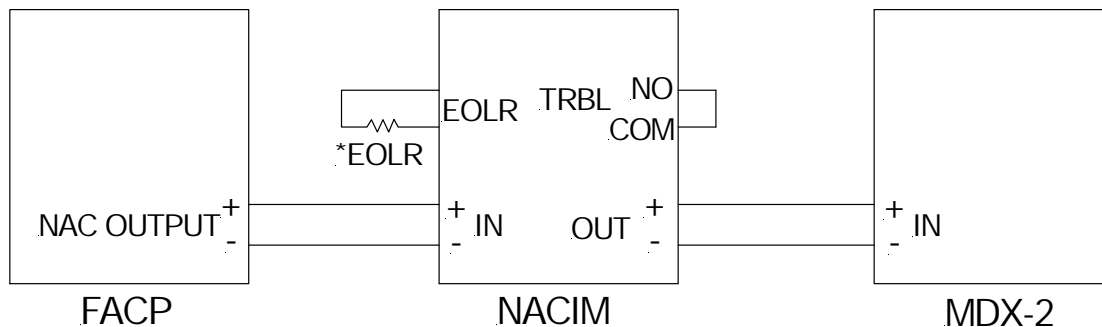 NO
TRBL
EOLR
COM
*EOLR
+ + + +
NAC OUTPUT IN OUT IN
- - - -
FACP NACIM MDX-2